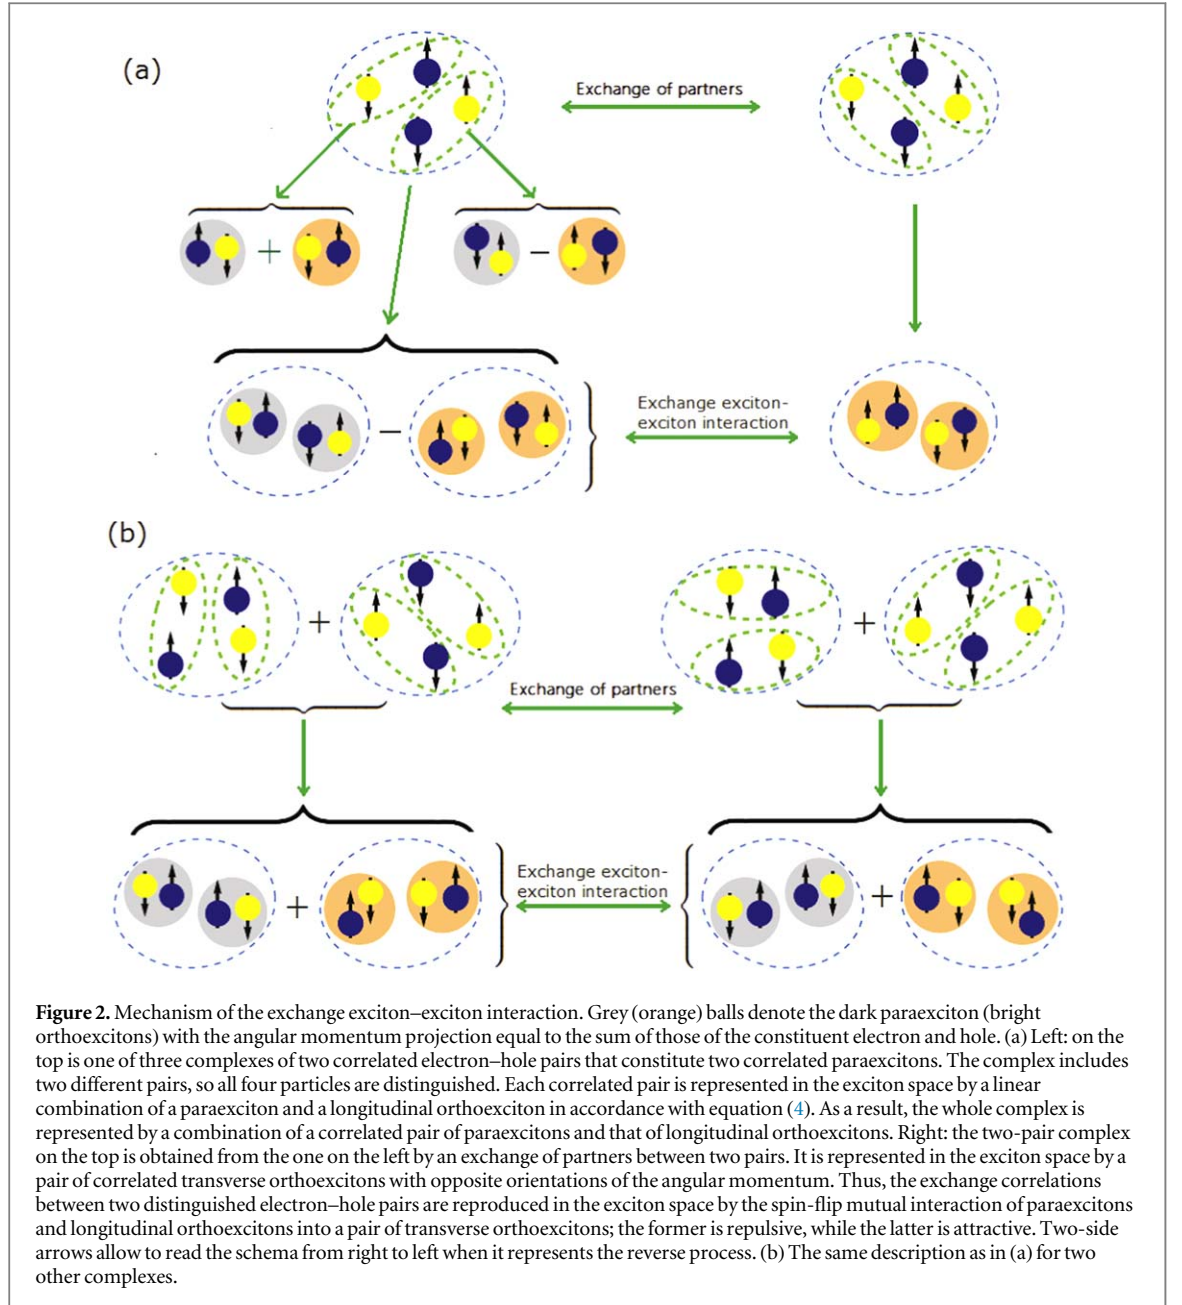 (a)
Exchange of partners
+
−
−
Exchange exciton-
exciton interaction
(b)
+
+
Exchange of partners
+
+
Exchange exciton-
exciton interaction
Figure 2. Mechanism of the exchange exciton–exciton interaction. Grey (orange) balls denote the dark paraexciton (bright
orthoexcitons) with the angular momentum projection equal to the sum of those of the constituent electron and hole. (a) Left: on the
top is one of three complexes of two correlated electron–hole pairs that constitute two correlated paraexcitons. The complex includes
two different pairs, so all four particles are distinguished. Each correlated pair is represented in the exciton space by a linear
combination of a paraexciton and a longitudinal orthoexciton in accordance with equation (4). As a result, the whole complex is
represented by a combination of a correlated pair of paraexcitons and that of longitudinal orthoexcitons. Right: the two-pair complex
on the top is obtained from the one on the left by an exchange of partners between two pairs. It is represented in the exciton space by a
pair of correlated transverse orthoexcitons with opposite orientations of the angular momentum. Thus, the exchange correlations
between two distinguished electron–hole pairs are reproduced in the exciton space by the spin-flip mutual interaction of paraexcitons
and longitudinal orthoexcitons into a pair of transverse orthoexcitons; the former is repulsive, while the latter is attractive. Two-side
arrows allow to read the schema from right to left when it represents the reverse process. (b) The same description as in (a) for two
other complexes.